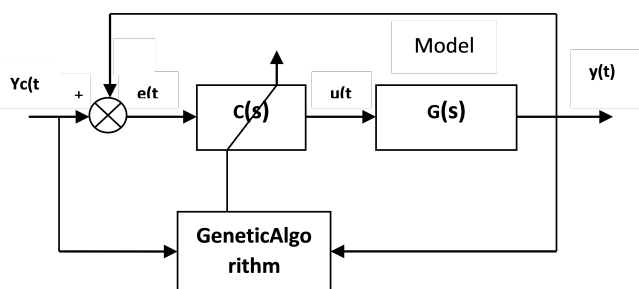 Model
Yc(t
+
e(t
C(s)
u(t
G(s)
y(t)
GeneticAlgo
rithm